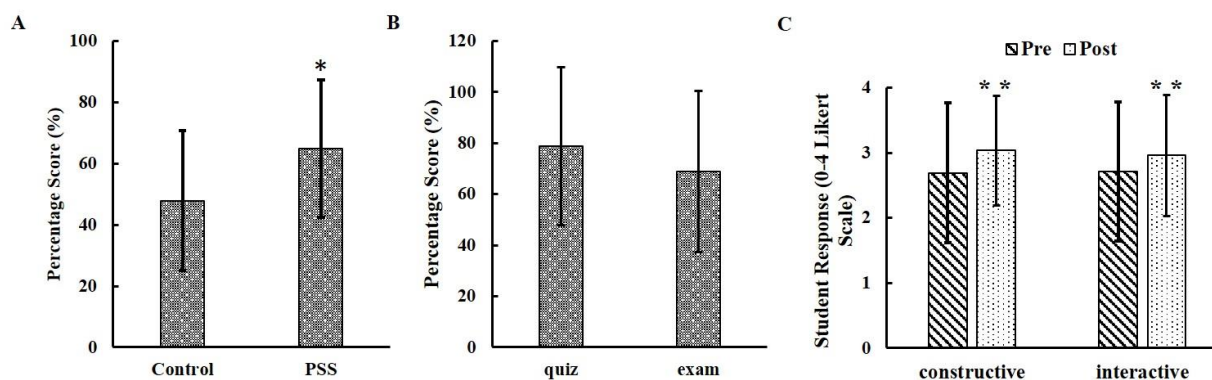 A
Percentage Score (%)
100
80
60
40
20
0
*
Control
PSS
B
Percentage Score (%)
120
100
80
60
40
20
0
quiz
exam
C
Pre
Post
Student Response (0-4 Likert
Scale)
4
3
2
1
0
**
**
constructive
interactive